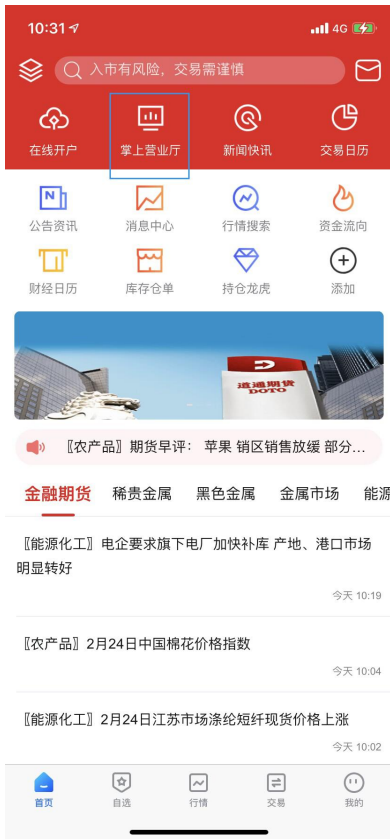 10:31
4G
入市有风险，交易需谨慎
在线开户 掌上营业厅 新闻快讯 交易日历
N
公告资讯 消息中心 行情搜索 资金流向
财经日历 库存仓单 持仓龙虎 添加
道通期货
DOTO
〖农产品〗期货早评： 苹果 销区销售放缓 部分...
金融期货 稀贵金属 黑色金属 金属市场 能源
〖能源化工〗电企要求旗下电厂加快补库 产地、港口市场
明显转好
今天 10:19
〖农产品〗2月24日中国棉花价格指数
今天 10:04
〖能源化工〗2月24日江苏市场涤纶短纤现货价格上涨
今天 10:02
首页 自选 行情 交易 我的